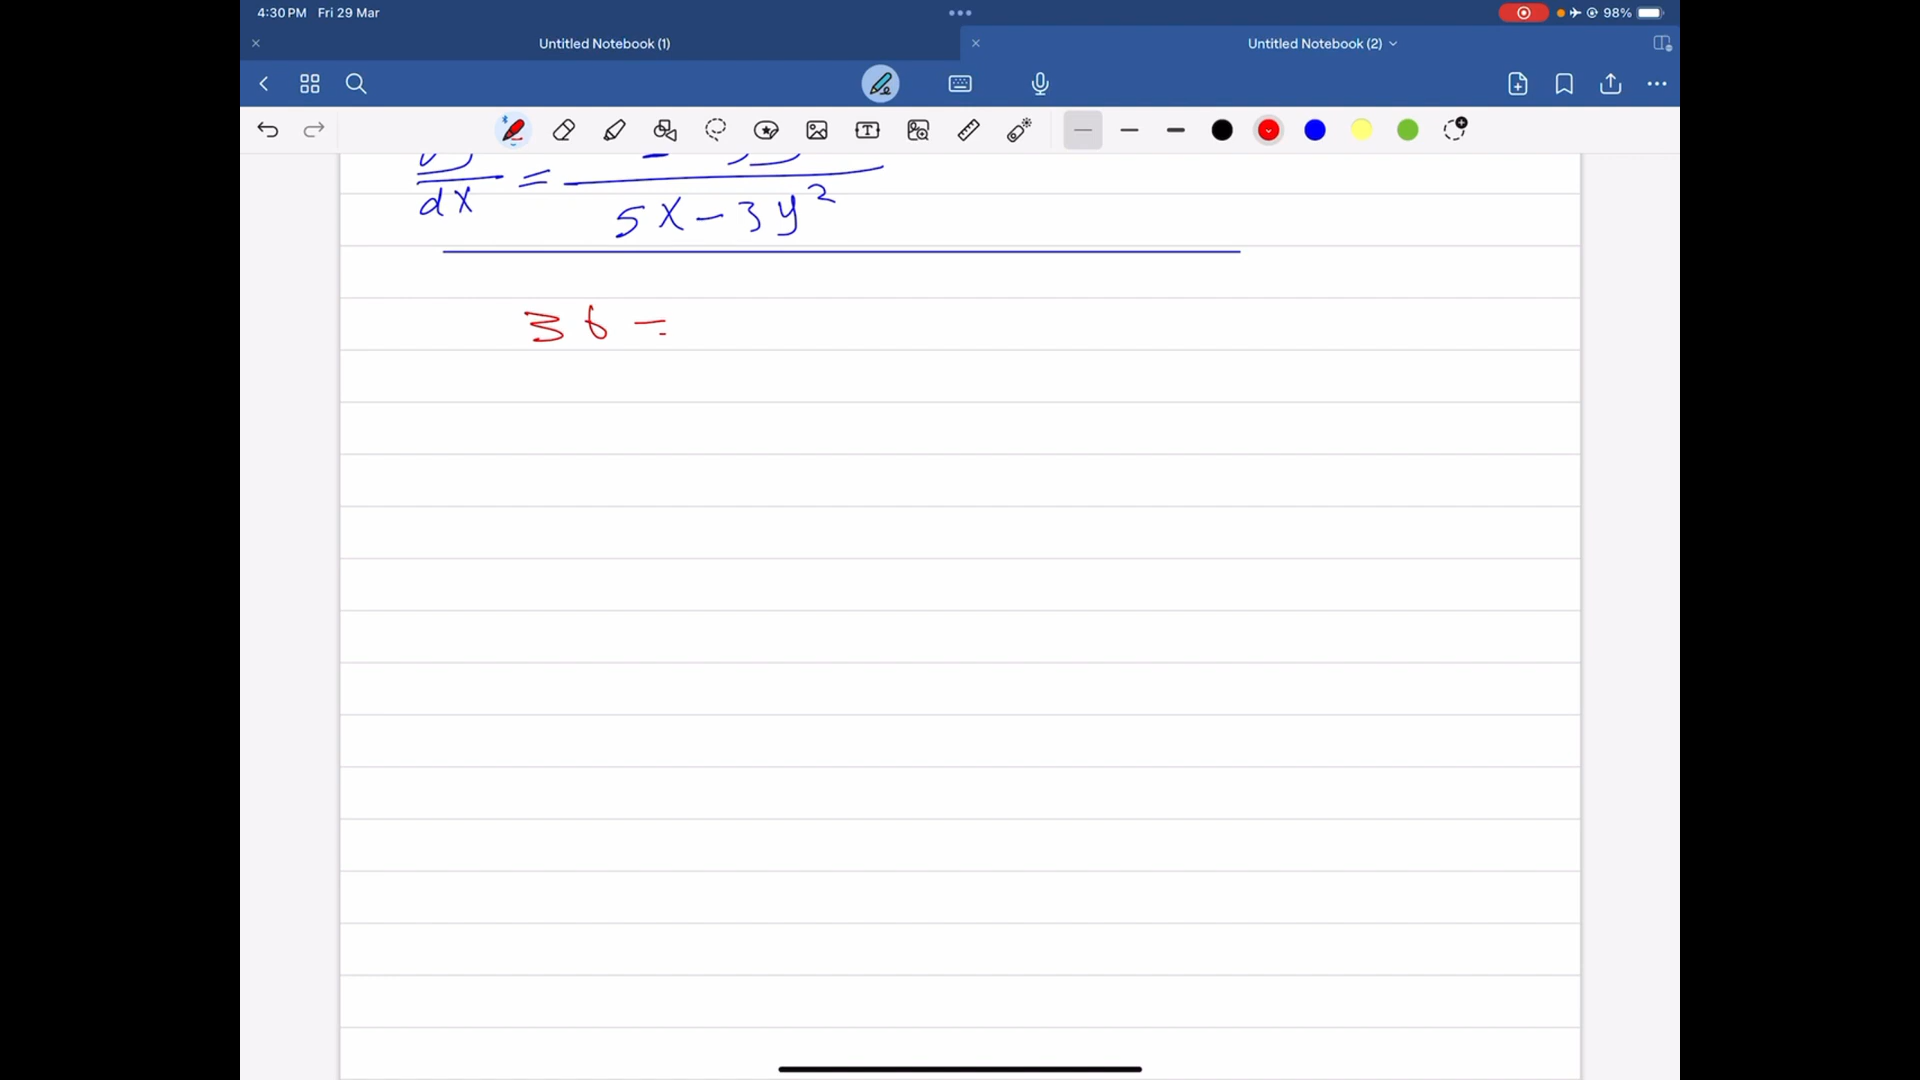 4:30 PM Fri 29 Mar
98%
Untitled Notebook (1)
Untitled Notebook (2)
T
dx =
5x - 3y²
36 =